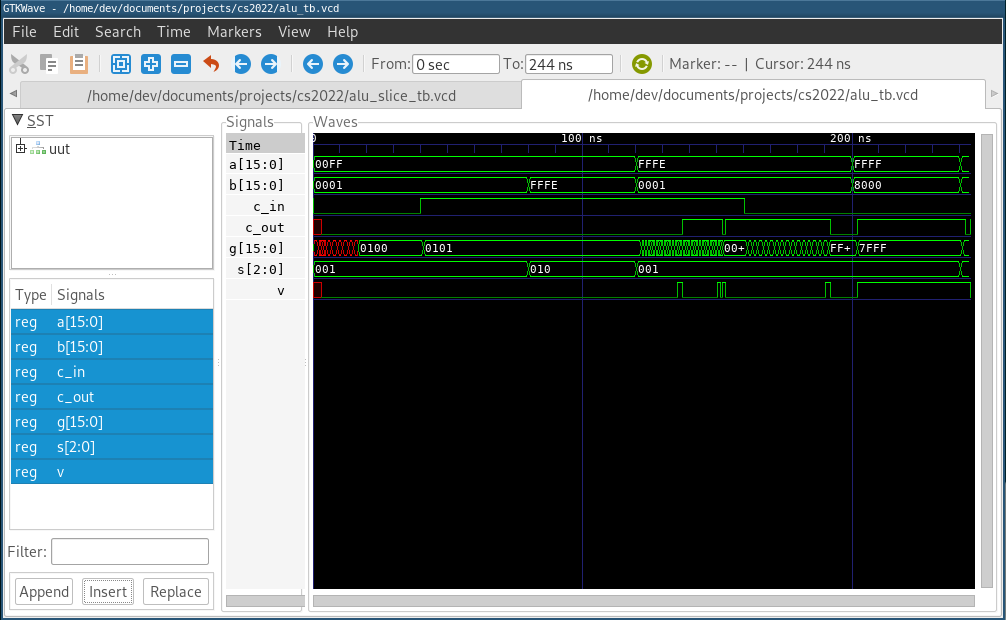 GTKWave - /home/dev/documents/projects/cs2022/alu_tb.vcd
File Edit Search Time Markers View Help
From: 0 sec To: 244 ns Marker: -- | Cursor: 244 ns
/home/dev/documents/projects/cs2022/alu_slice_tb.vcd /home/dev/documents/projects/cs2022/alu_tb.vcd
SST
uut
Type Signals
reg a[15:0]
reg b[15:0]
reg c_in
reg c_out
reg g[15:0]
reg s[2:0]
reg v
Filter:
Append Insert Replace
Signals Waves
Time 0 100 ns 200 ns
a[15:0] 00FF FFFE FFFF
b[15:0] 0001 FFFE 0001 8000
c_in
c_out
g[15:0] 0100 0101 00+ FF+ 7FFF
s[2:0] 001 010 001
v